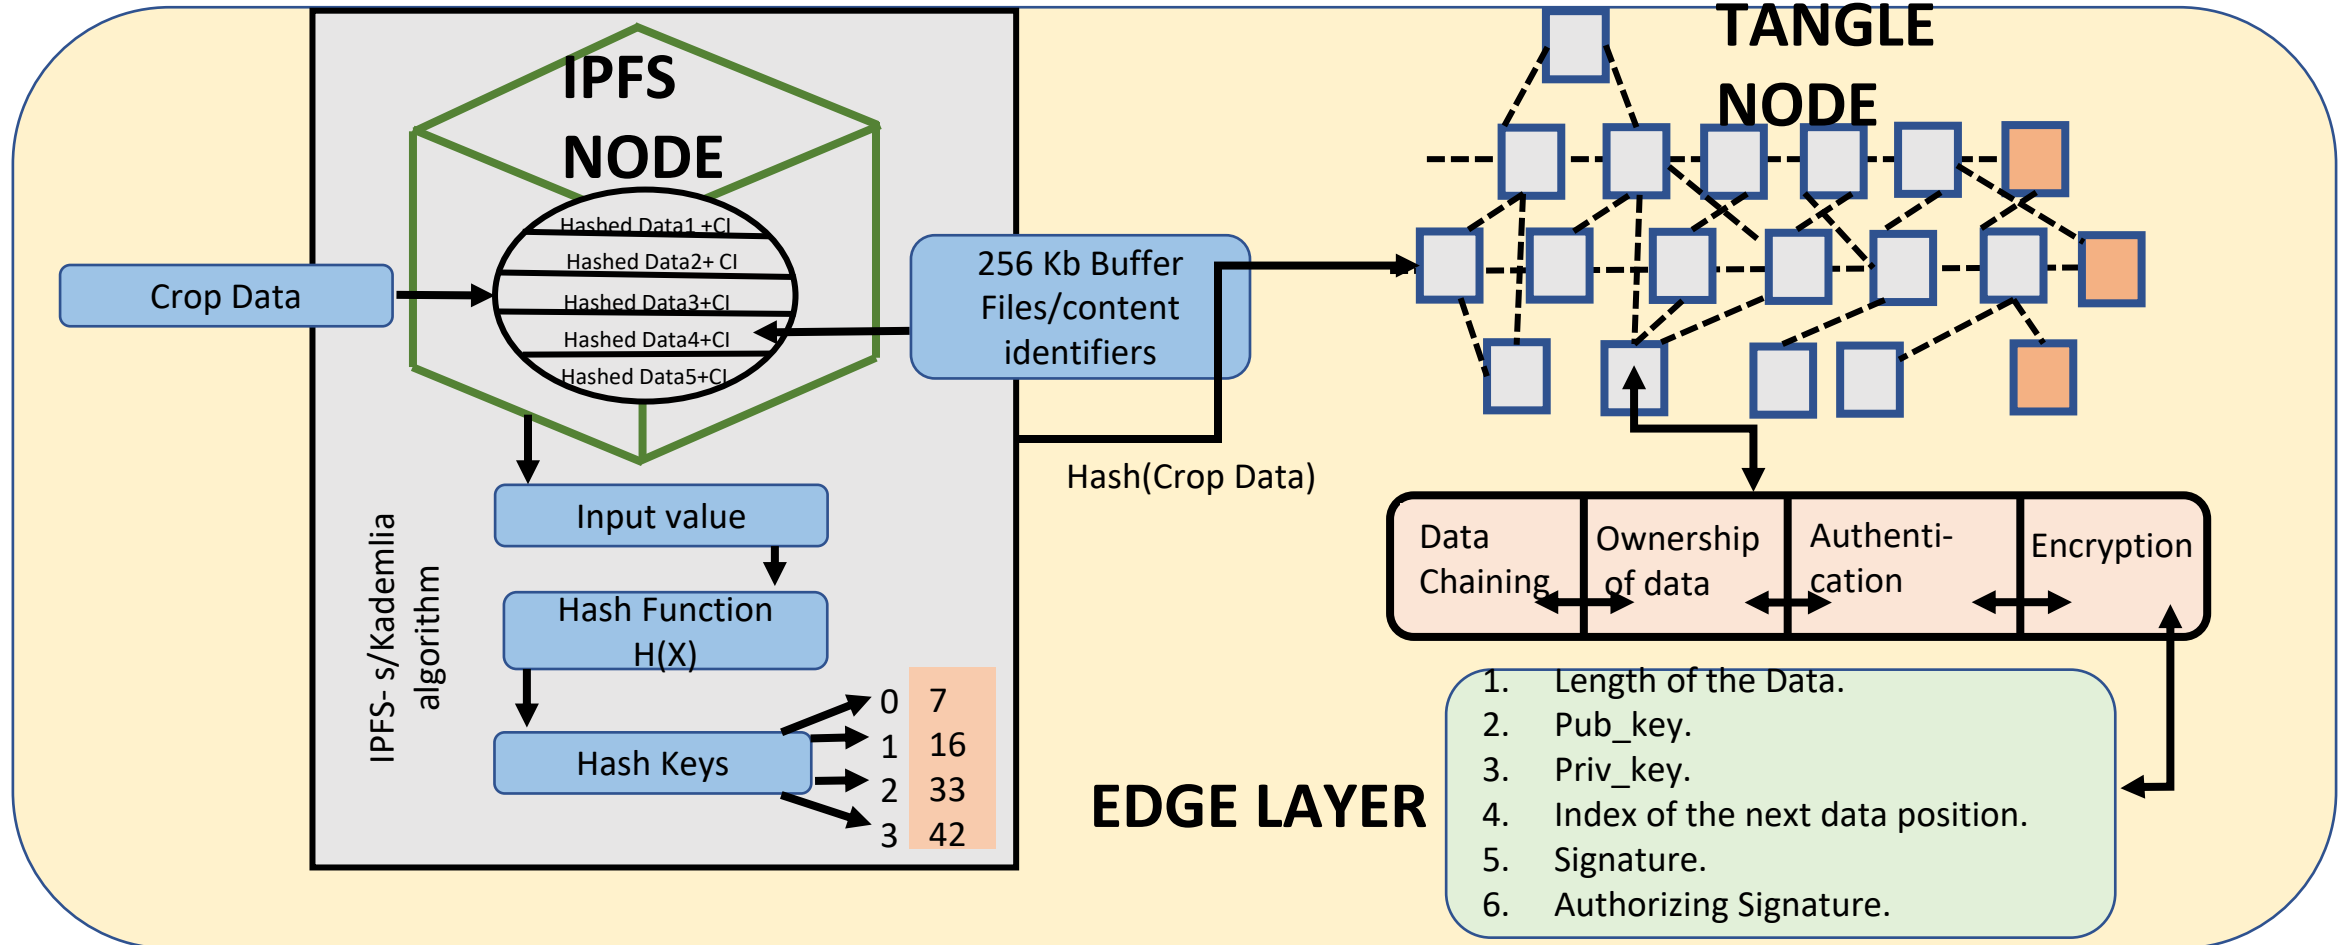 IPFS
NODE
Hashed Data1 +CI
Hashed Data2+ CI
Hashed Data3+CI
Hashed Data4+CI
Hashed Data5+CI
Crop Data
256 Kb Buffer
Files/content
identifiers
Input value
Hash Function
H(X)
Hash Keys
0 7
1 16
2 33
3 42
IPFS- s/Kademlia
algorithm
Hash(Crop Data)
TANGLE
NODE
Data
Chaining
Ownership
of data
Authenti-
cation
Encryption
EDGE LAYER
1. Length of the Data.
2. Pub_key.
3. Priv_key.
4. Index of the next data position.
5. Signature.
6. Authorizing Signature.